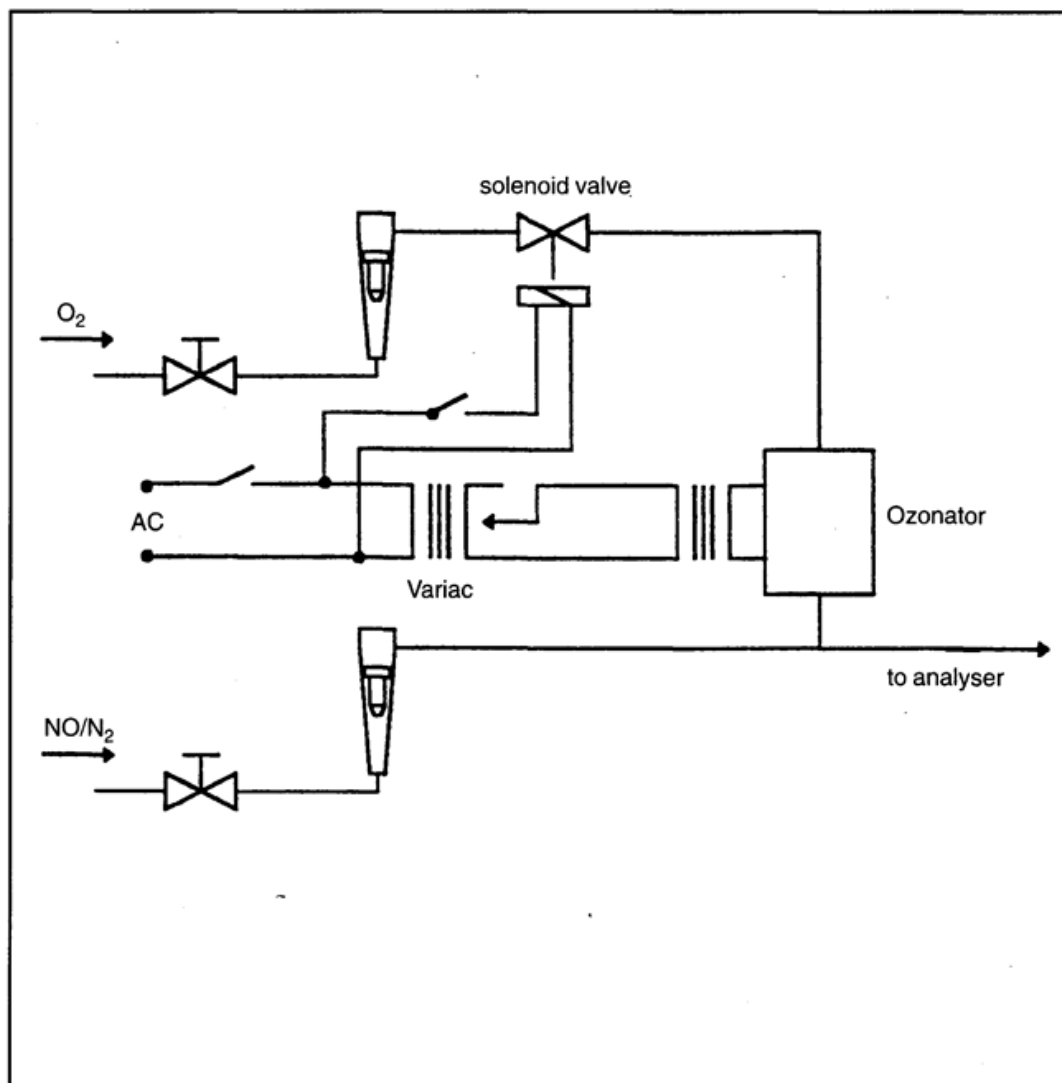 solenoid valve
O₂
AC
Ozonator
Variac
to analyser
NO/N₂